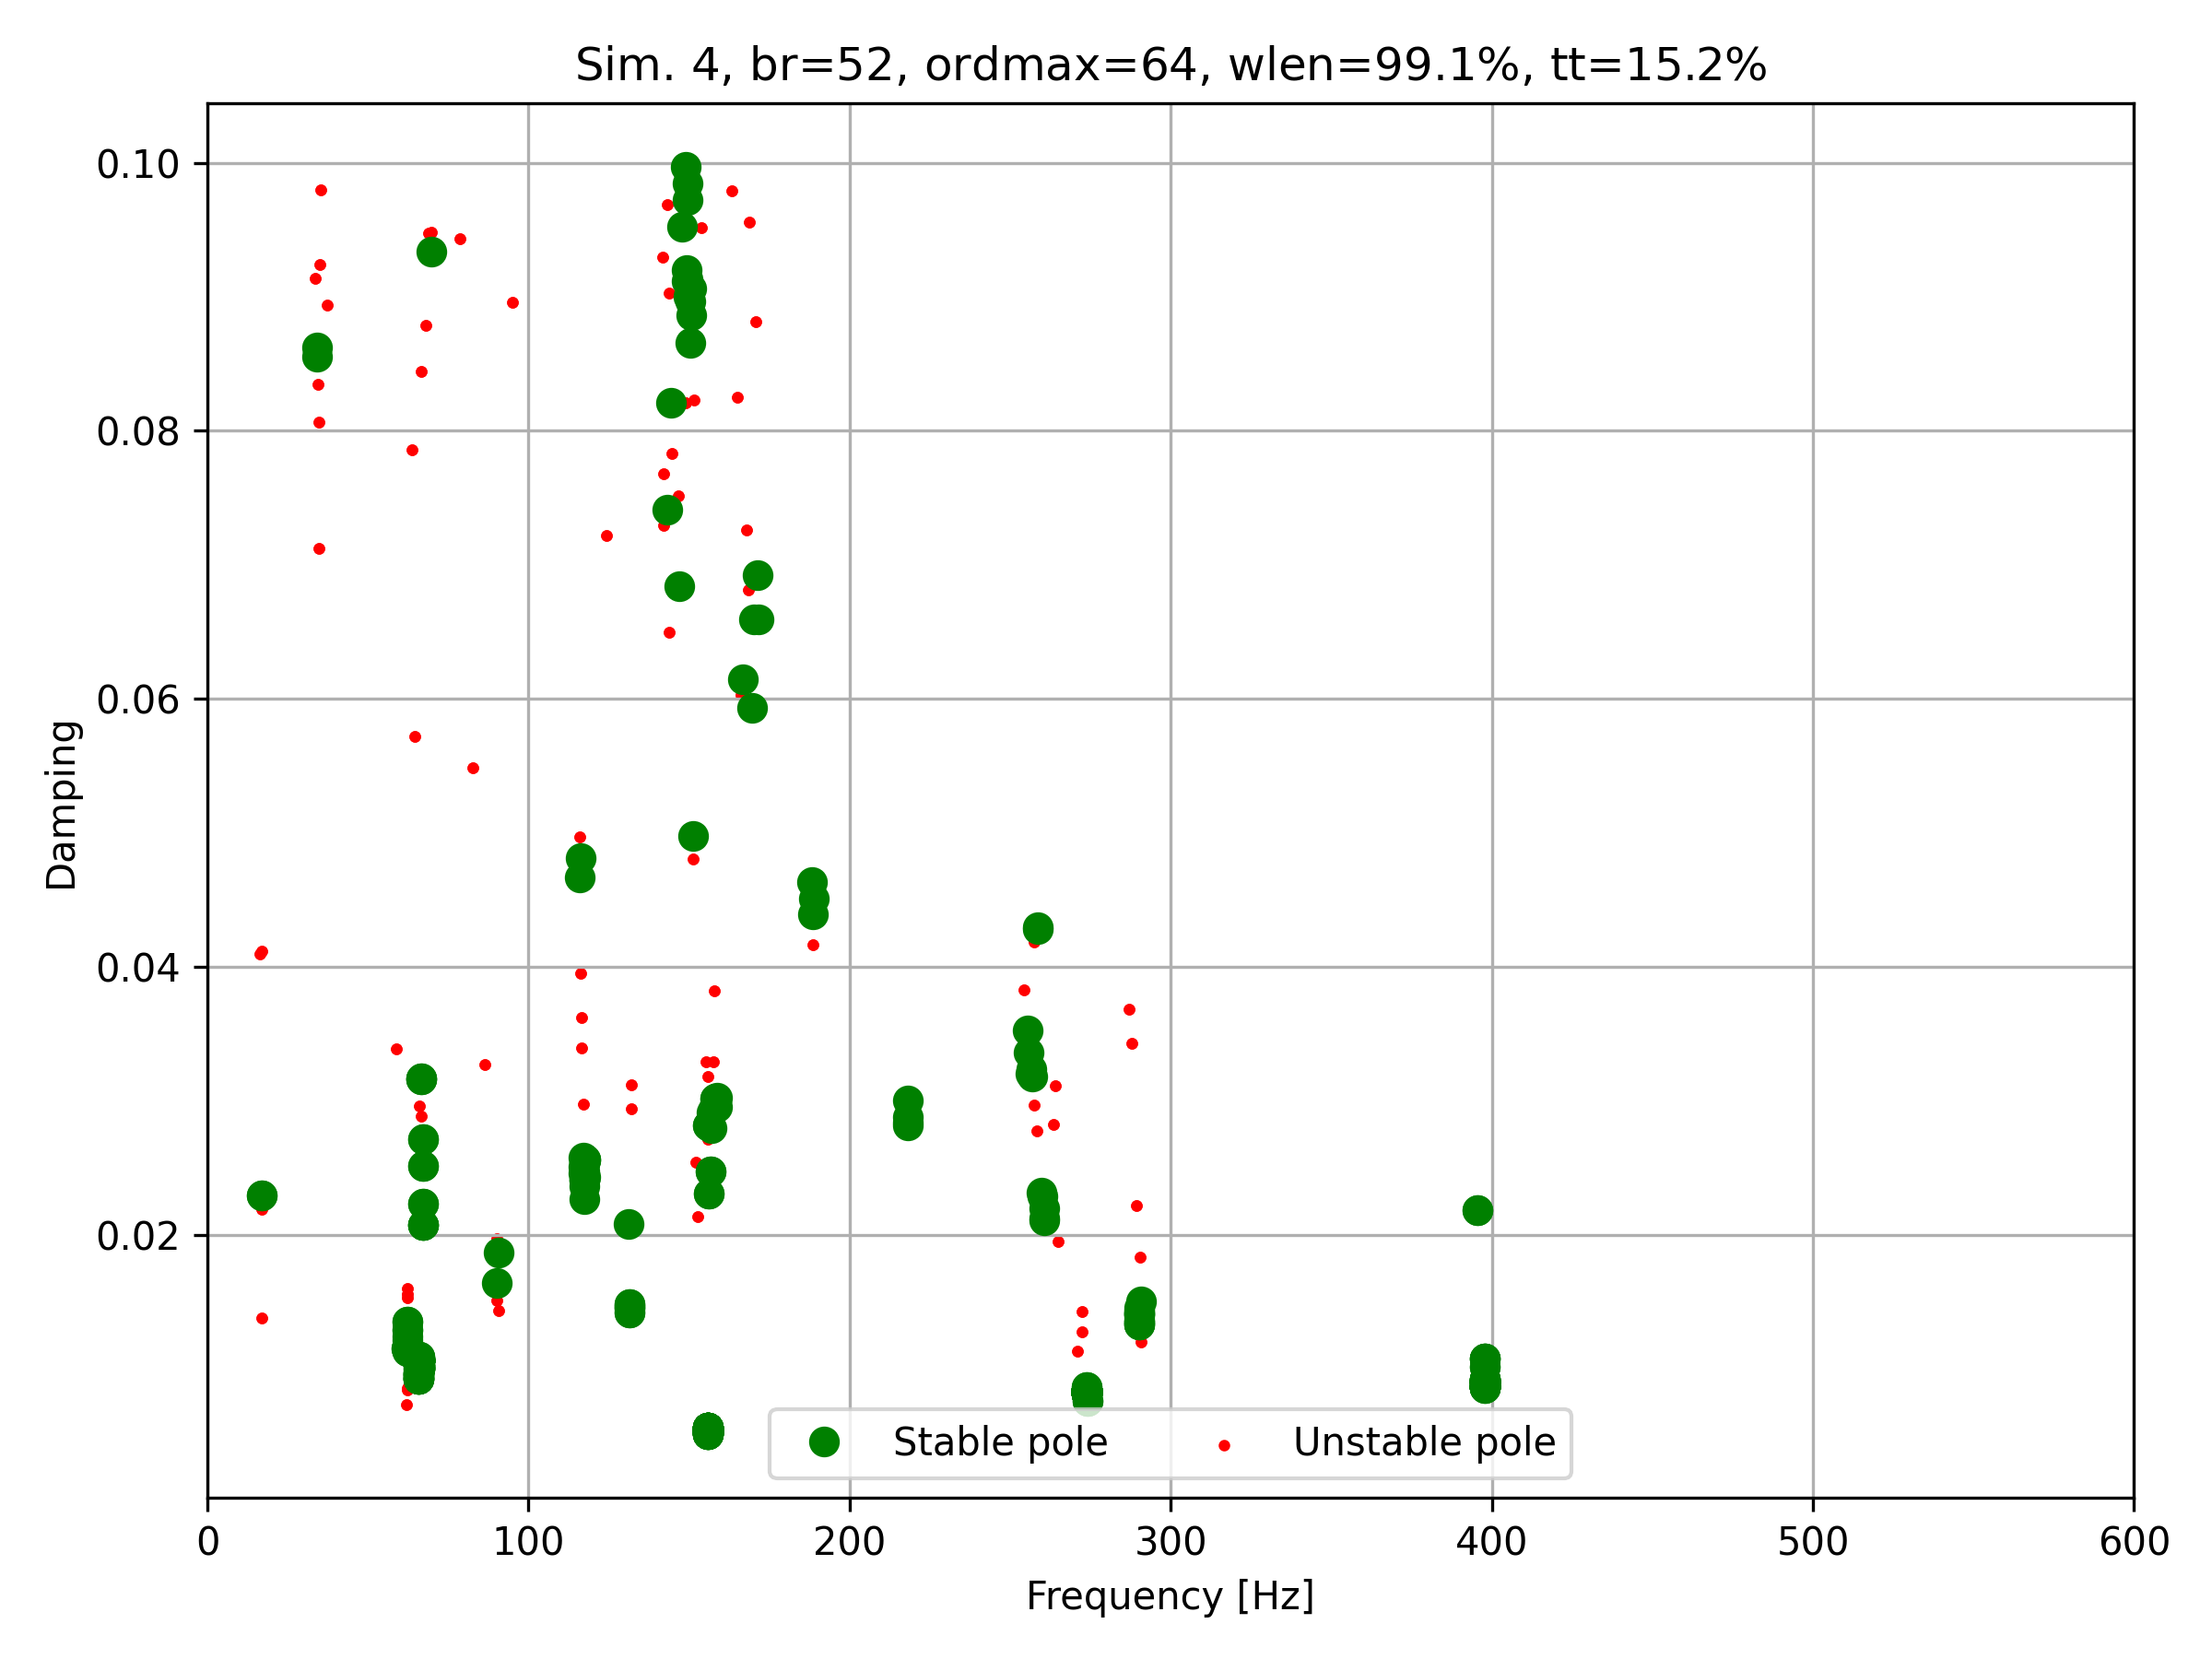 Sim. 4, br=52, ordmax=64, wlen=99.1%, tt=15.2%
0.10
0.08
0.06
0.04
0.02
Damping
Stable pole
Unstable pole
0 100 200 300 400 500 600
Frequency [Hz]